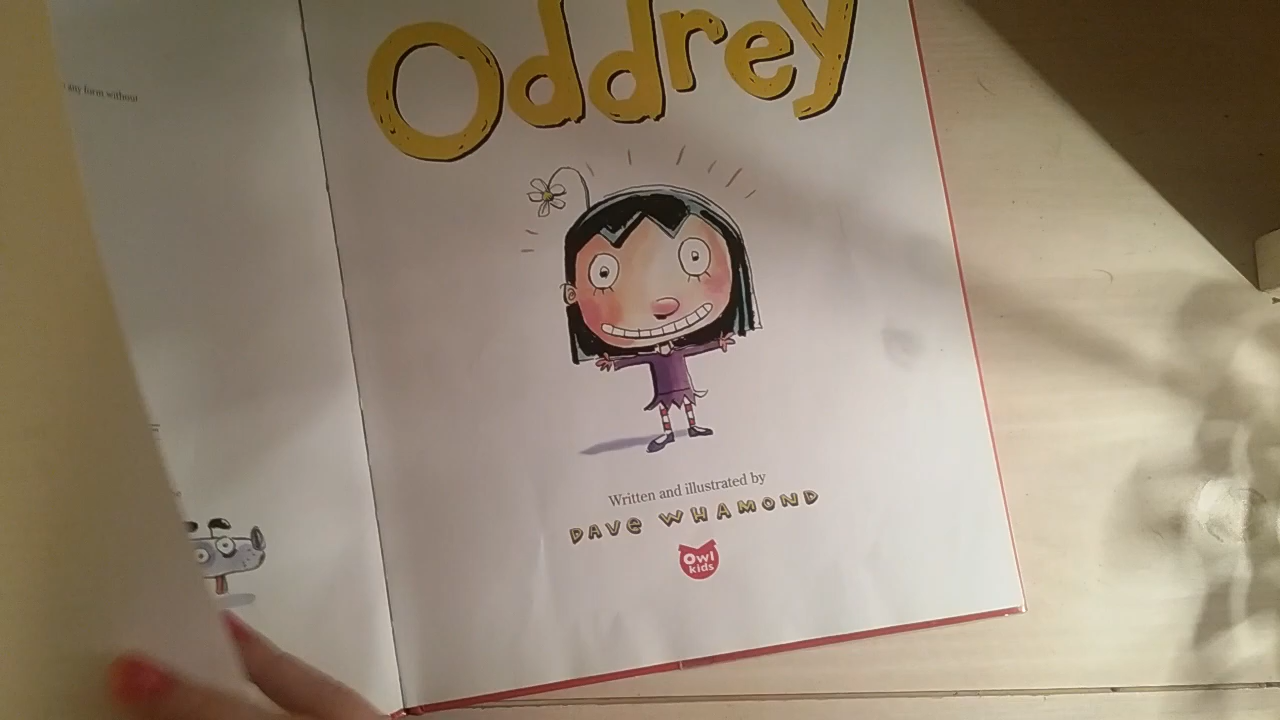 any form without
Oddrey
Written and illustrated by
DAVE WHAMOND
Owl
kids